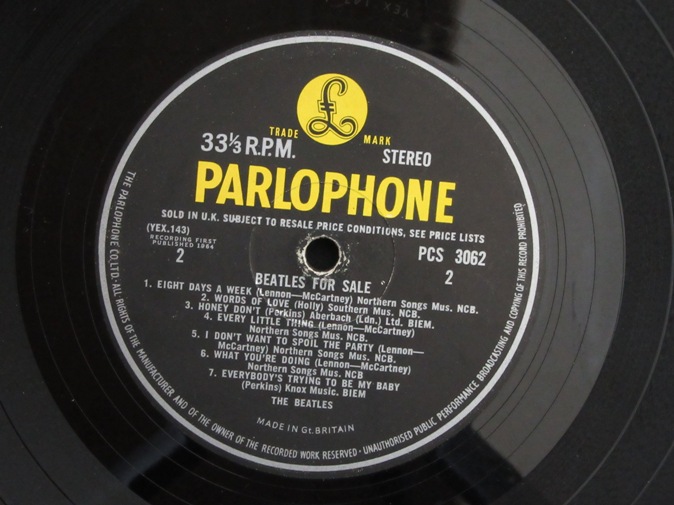 £
TRADE MARK
33⅓ R.P.M. STEREO
PARLOPHONE
SOLD IN U.K. SUBJECT TO RESALE PRICE CONDITIONS, SEE PRICE LISTS
(YEX.143) PCS 3062
RECORDING FIRST
PUBLISHED 1964
2 2
BEATLES FOR SALE
1. EIGHT DAYS A WEEK (Lennon—McCartney) Northern Songs Mus. NCB.
2. WORDS OF LOVE (Holly) Southern Mus. NCB.
3. HONEY DON'T (Perkins) Aberbach (Ldn.) Ltd. BIEM.
4. EVERY LITTLE THING (Lennon—McCartney)
Northern Songs Mus. NCB.
5. I DON'T WANT TO SPOIL THE PARTY (Lennon—
McCartney) Northern Songs Mus. NCB.
6. WHAT YOU'RE DOING (Lennon—McCartney)
Northern Songs Mus. NCB
7. EVERYBODY'S TRYING TO BE MY BABY
(Perkins) Knox Music. BIEM
THE BEATLES
MADE IN Gt. BRITAIN
THE PARLOPHONE CO. LTD. ALL RIGHTS OF THE MANUFACTURER AND OF THE OWNER OF THE RECORDED WORK RESERVED · UNAUTHORISED PUBLIC PERFORMANCE BROADCASTING AND COPYING OF THIS RECORD PROHIBITED